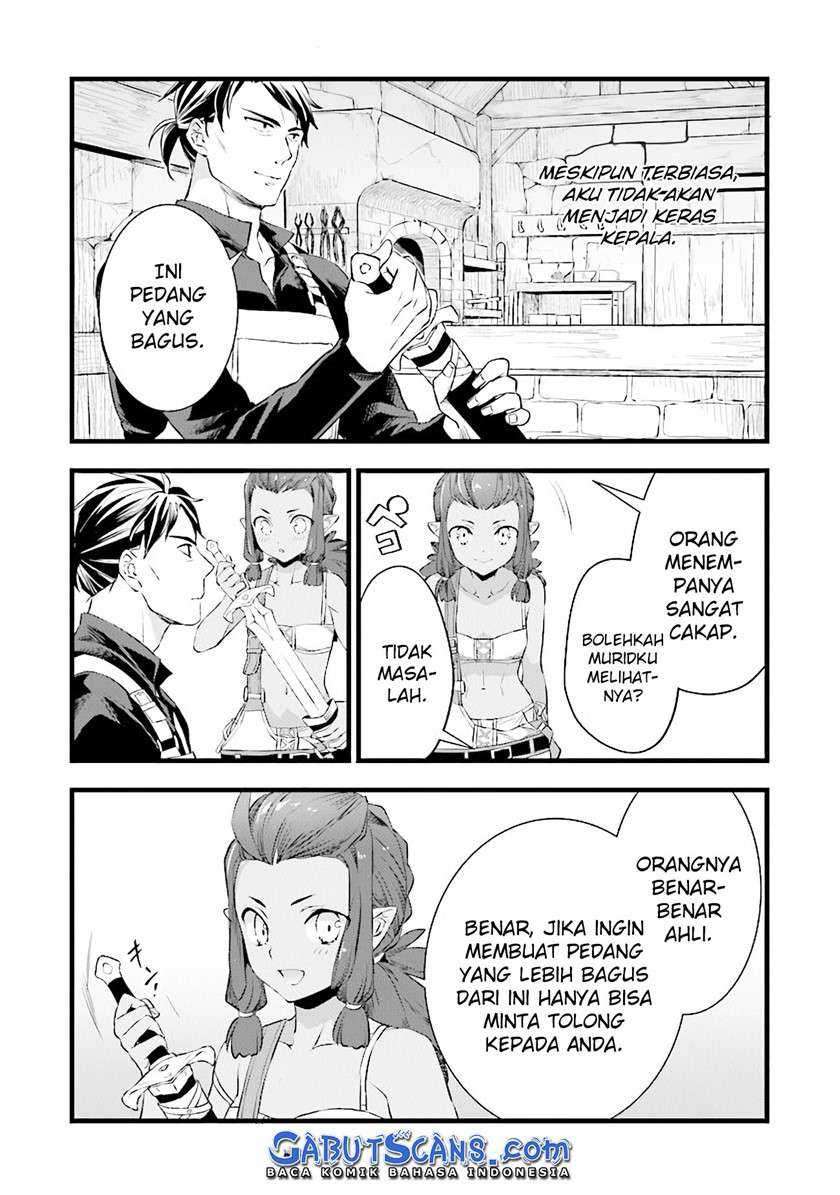 MESKIPUN TERBIASA,
AKU TIDAK AKAN
MENJADI KERAS
KEPALA.
INI
PEDANG
YANG
BAGUS.
ORANG
MENEM-
PANYA
SANGAT
CAKAP.
BOLEHKAH
MURIDKU
MELIHAT-
NYA?
ペコ
TIDAK
MASA-
LAH.
ORANGNYA
BENAR-
BENAR
AHLI.
BENAR, JIKA INGIN
MEMBUAT PEDANG
YANG LEBIH BAGUS
DARI INI HANYA BISA
MINTA TOLONG
KEPADA ANDA.
GABUTSCANS.COM
BACA KOMIK BAHASA INDONESIA